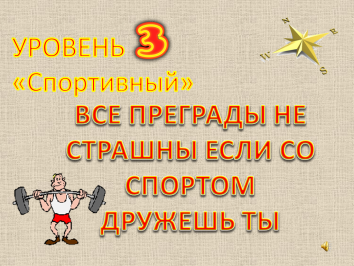 УРОВЕНЬ 3
«Спортивный»
ВСЕ ПРЕГРАДЫ НЕ
СТРАШНЫ ЕСЛИ СО
СПОРТОМ
ДРУЖЕШЬ ТЫ